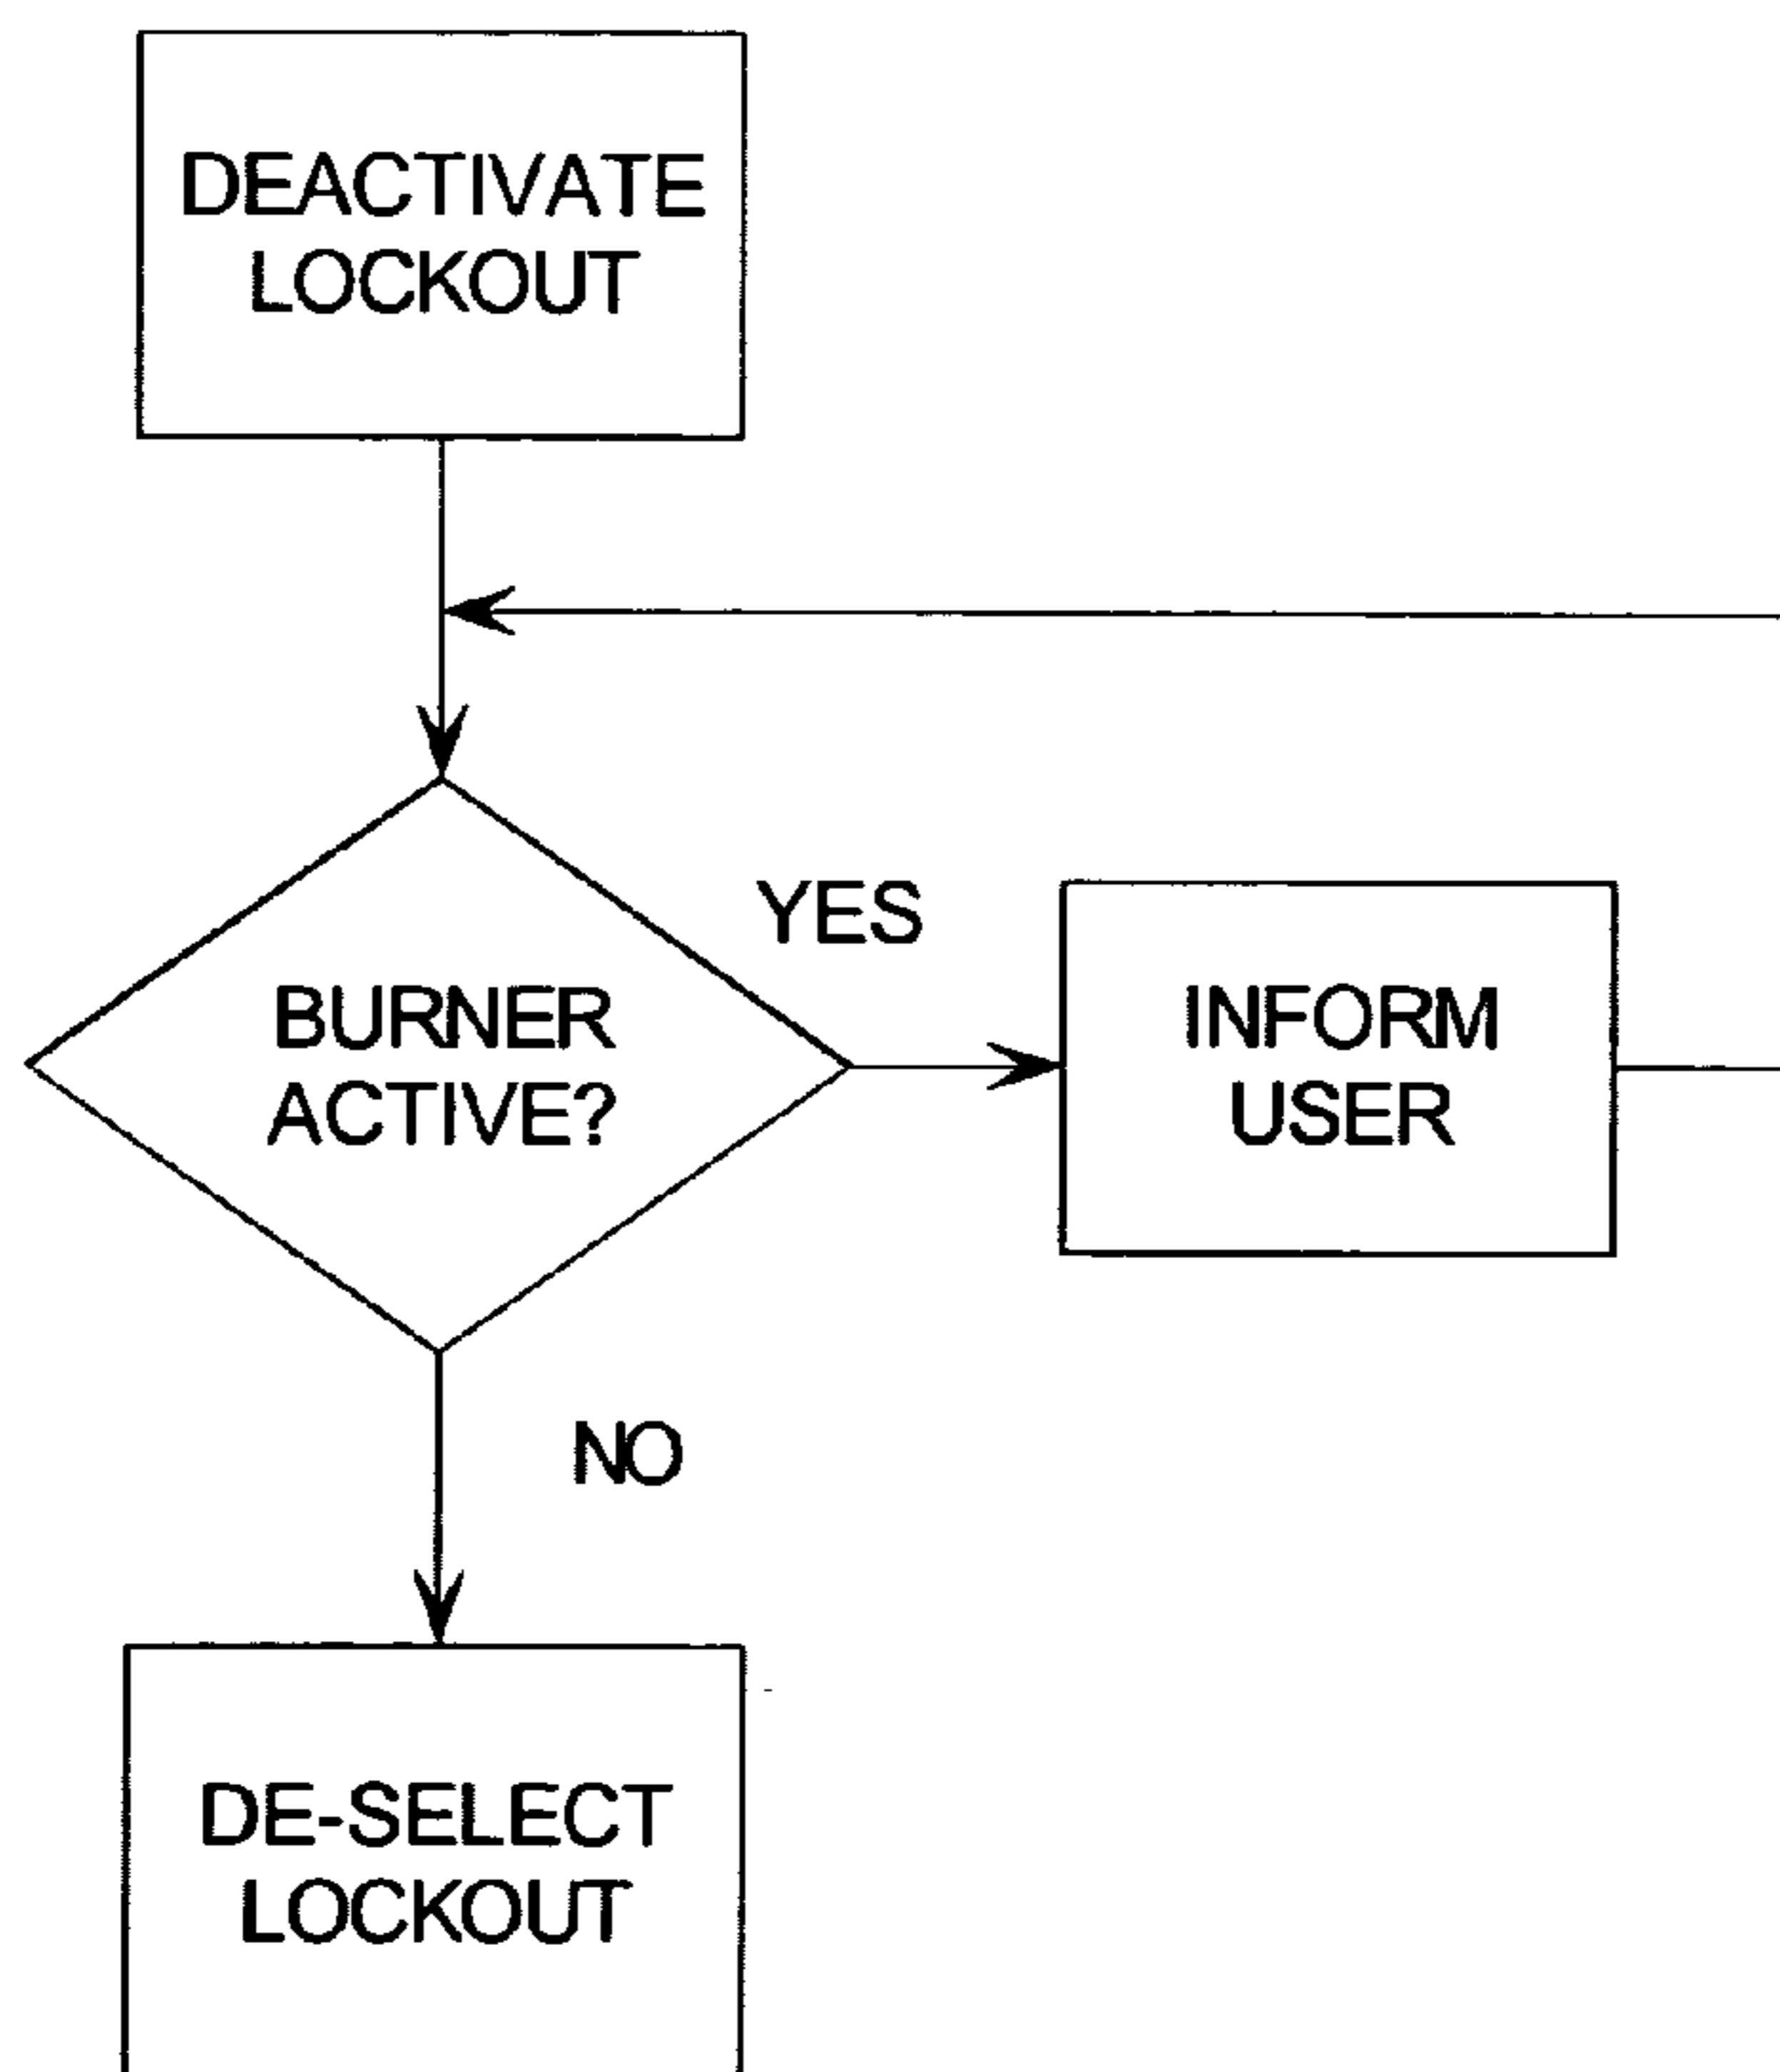 DEACTIVATE
LOCKOUT
YES
BURNER
ACTIVE?
INFORM
USER
NO
DE-SELECT
LOCKOUT